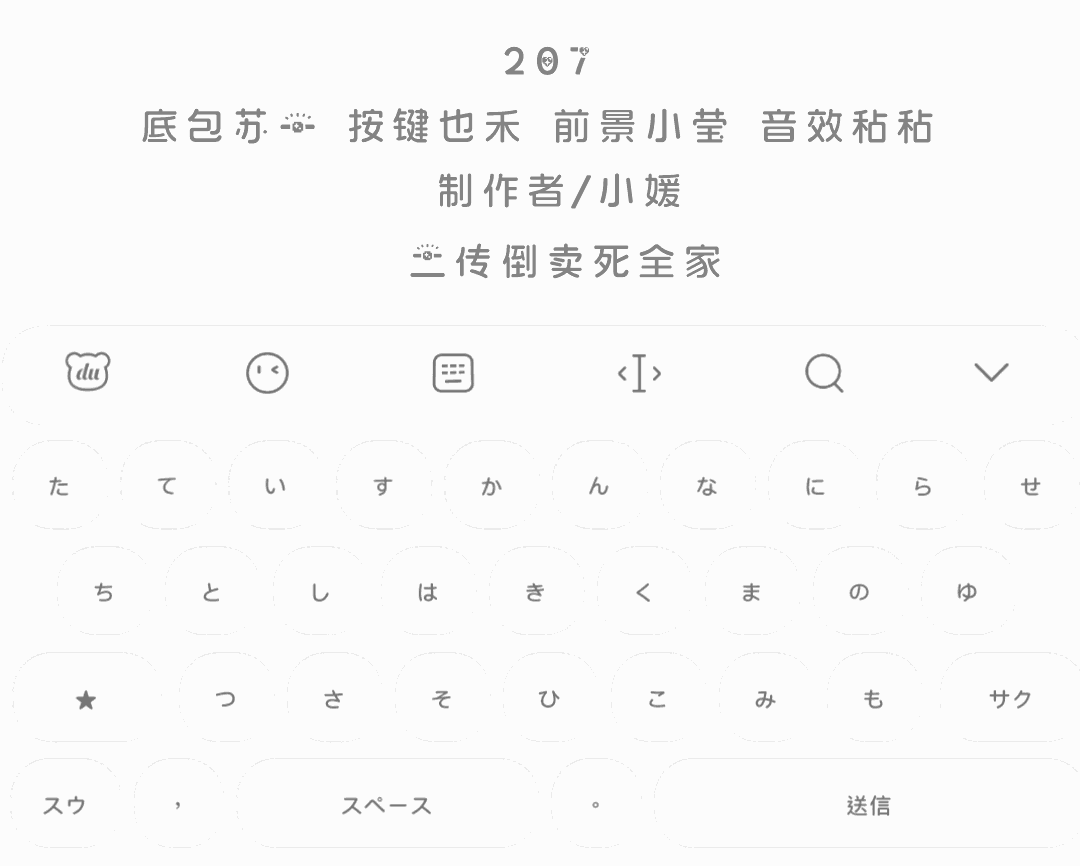 207
底包苏 按键也禾 前景小莹 音效秥秥
制作者/小媛
二传倒卖死全家
du
た て い す か ん な に ら せ
ち と し は き く ま の ゆ
★ つ さ そ ひ こ み も サク
スウ , スペース 。 送信